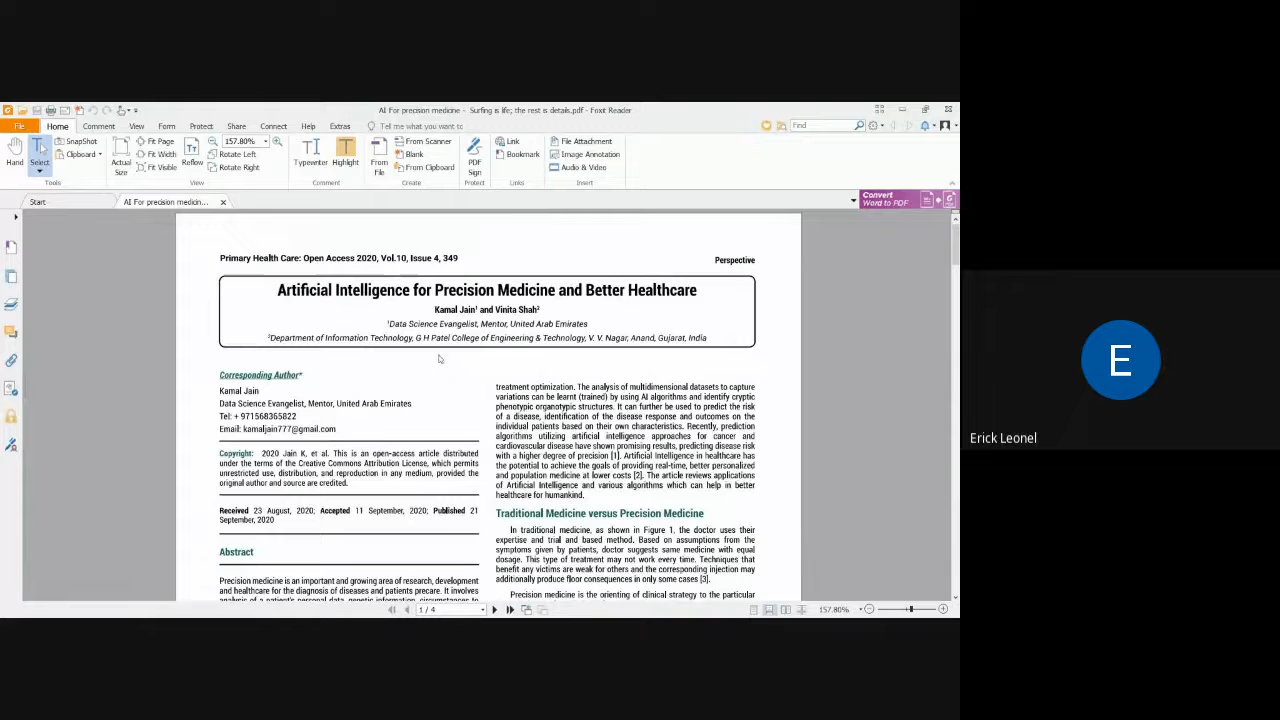 AI For precision medicine - Surfing is life; the rest is details.pdf - Foxit Reader
File Home Comment View Form Protect Share Connect Help Extras Tell me what you want to
Find
Hand
Select
SnapShot
Clipboard
Tools
Actual
Size
Fit Page
Fit Width
Fit Visible
Reflow
157.80%
Rotate Left
Rotate Right
View
Typewriter
Highlight
Comment
From
File
From Scanner
Blank
From Clipboard
Create
PDF
Sign
Protect
Link
Bookmark
Links
File Attachment
Image Annotation
Audio & Video
Insert
Start
AI For precision medicin...
Convert
Word to PDF
Primary Health Care: Open Access 2020, Vol.10, Issue 4, 349
Perspective
Artificial Intelligence for Precision Medicine and Better Healthcare
Kamal Jain¹ and Vinita Shah²
¹Data Science Evangelist, Mentor, United Arab Emirates
²Department of Information Technology, G H Patel College of Engineering & Technology, V. V. Nagar, Anand, Gujarat, India
Corresponding Author*
Kamal Jain
Data Science Evangelist, Mentor, United Arab Emirates
Tel: + 971568365822
Email: kamaljain777@gmail.com
Copyright: 2020 Jain K, et al. This is an open-access article distributed
under the terms of the Creative Commons Attribution License, which permits
unrestricted use, distribution, and reproduction in any medium, provided the
original author and source are credited.
Received 23 August, 2020; Accepted 11 September, 2020; Published 21
September, 2020
Abstract
Precision medicine is an important and growing area of research, development
and healthcare for the diagnosis of diseases and patients precare. It involves
analysis of a patient's personal data, genetic information, circumstances to
treatment optimization. The analysis of multidimensional datasets to capture
variations can be learnt (trained) by using AI algorithms and identify cryptic
phenotypic organotypic structures. It can further be used to predict the risk
of a disease, identification of the disease response and outcomes on the
individual patients based on their own characteristics. Recently, prediction
algorithms utilizing artificial intelligence approaches for cancer and
cardiovascular disease have shown promising results, predicting disease risk
with a higher degree of precision [1]. Artificial Intelligence in healthcare has
the potential to achieve the goals of providing real-time, better personalized
and population medicine at lower costs [2]. The article reviews applications
of Artificial Intelligence and various algorithms which can help in better
healthcare for humankind.
Traditional Medicine versus Precision Medicine
In traditional medicine, as shown in Figure 1, the doctor uses their
expertise and trial and based method. Based on assumptions from the
symptoms given by patients, doctor suggests same medicine with equal
dosage. This type of treatment may not work every time. Techniques that
benefit any victims are weak for others and the corresponding injection may
additionally produce floor consequences in only some cases [3].
Precision medicine is the orienting of clinical strategy to the particular
1 / 4
157.80%
E
Erick Leonel